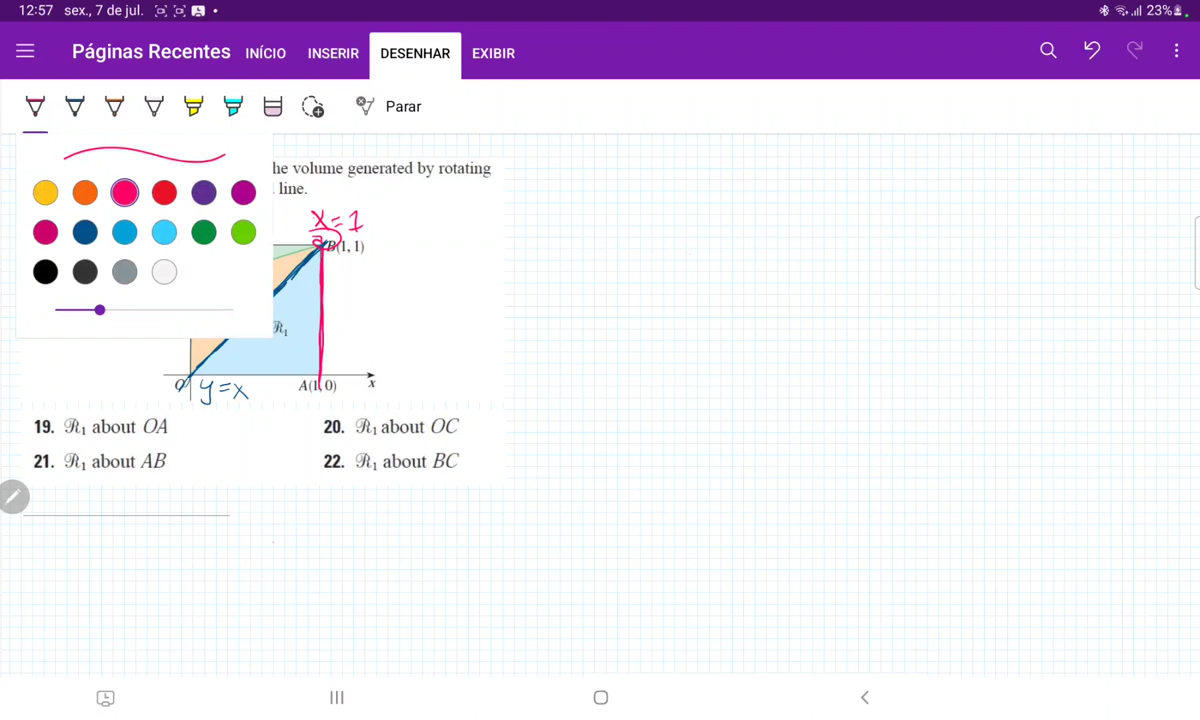 12:57 sex., 7 de jul.
23%
Páginas Recentes INÍCIO INSERIR DESENHAR EXIBIR
Parar
he volume generated by rotating
line.
x=1
B(1, 1)
ℛ₁
O
y=x
A(1, 0)
x
19. ℛ₁ about OA
20. ℛ₁ about OC
21. ℛ₁ about AB
22. ℛ₁ about BC